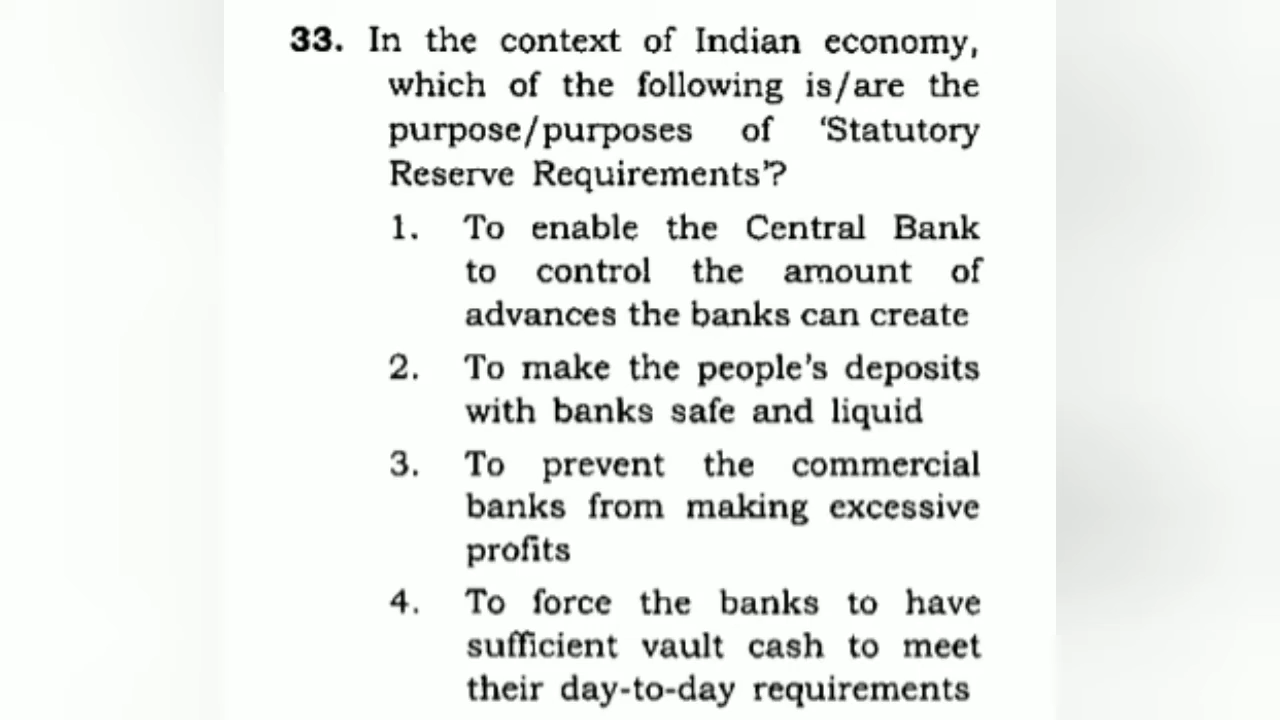 33. In the context of Indian economy,
which of the following is/are the
purpose/purposes of ‘Statutory
Reserve Requirements’?
1. To enable the Central Bank
to control the amount of
advances the banks can create
2. To make the people’s deposits
with banks safe and liquid
3. To prevent the commercial
banks from making excessive
profits
4. To force the banks to have
sufficient vault cash to meet
their day-to-day requirements